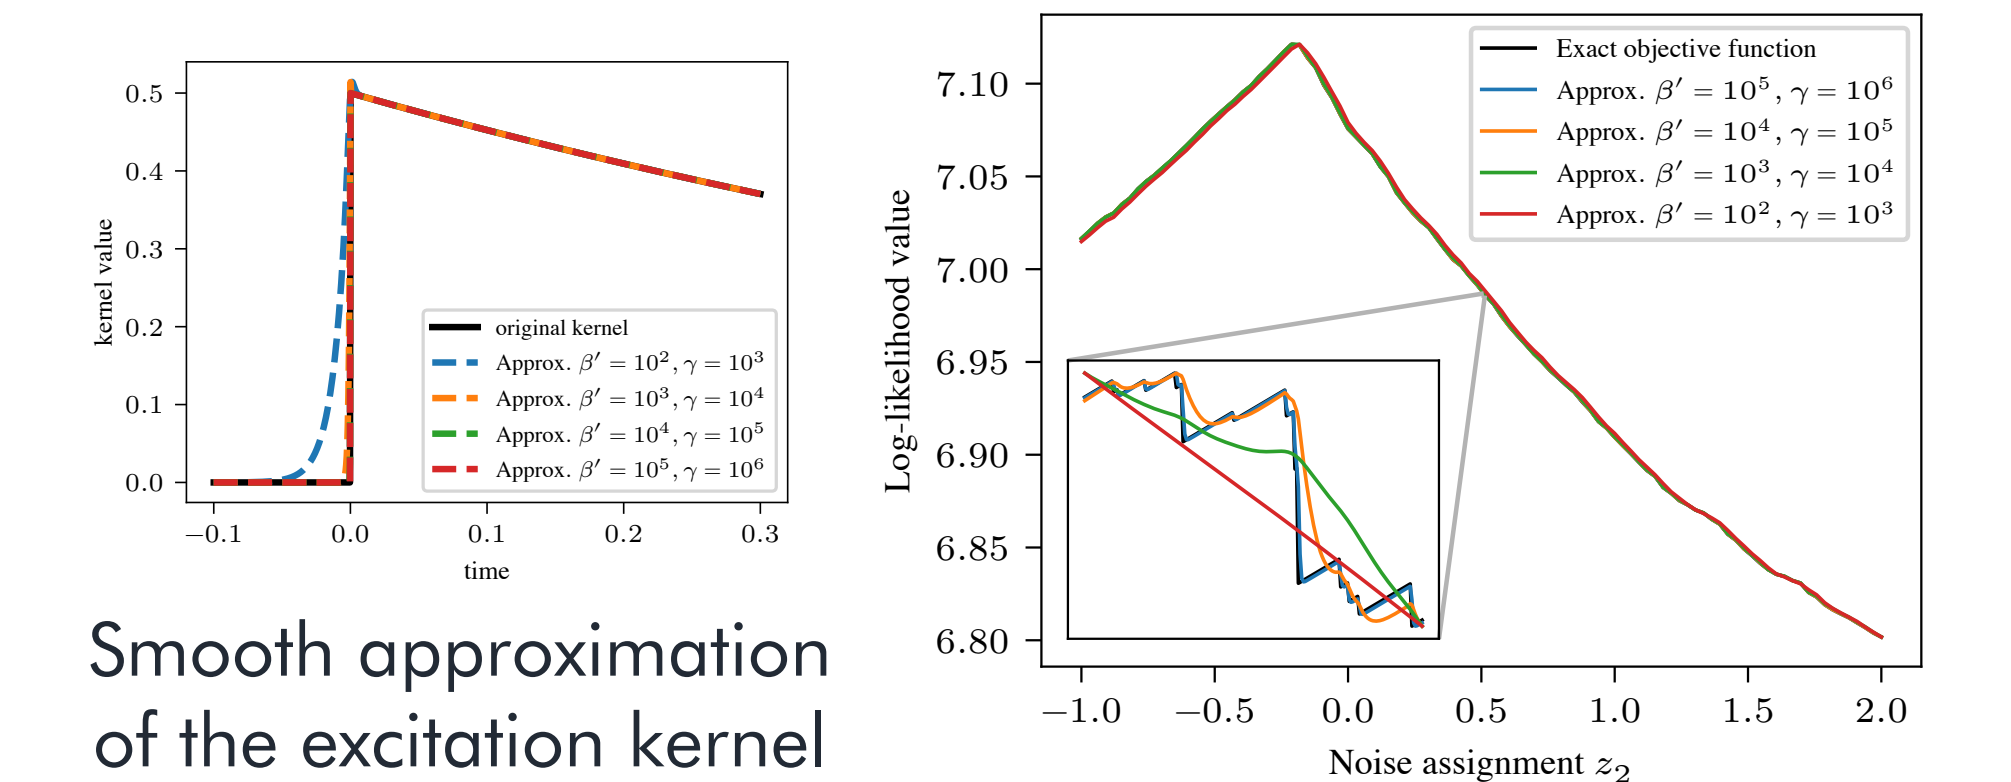 0.5
0.4
0.3
0.2
0.1
0.0
kernel value
−0.1 0.0 0.1 0.2 0.3
time
original kernel
Approx. β′ = 10², γ = 10³
Approx. β′ = 10³, γ = 10⁴
Approx. β′ = 10⁴, γ = 10⁵
Approx. β′ = 10⁵, γ = 10⁶
Smooth approximation
of the excitation kernel
7.10
7.05
7.00
6.95
6.90
6.85
6.80
Log-likelihood value
−1.0 −0.5 0.0 0.5 1.0 1.5 2.0
Noise assignment z₂
Exact objective function
Approx. β′ = 10⁵, γ = 10⁶
Approx. β′ = 10⁴, γ = 10⁵
Approx. β′ = 10³, γ = 10⁴
Approx. β′ = 10², γ = 10³